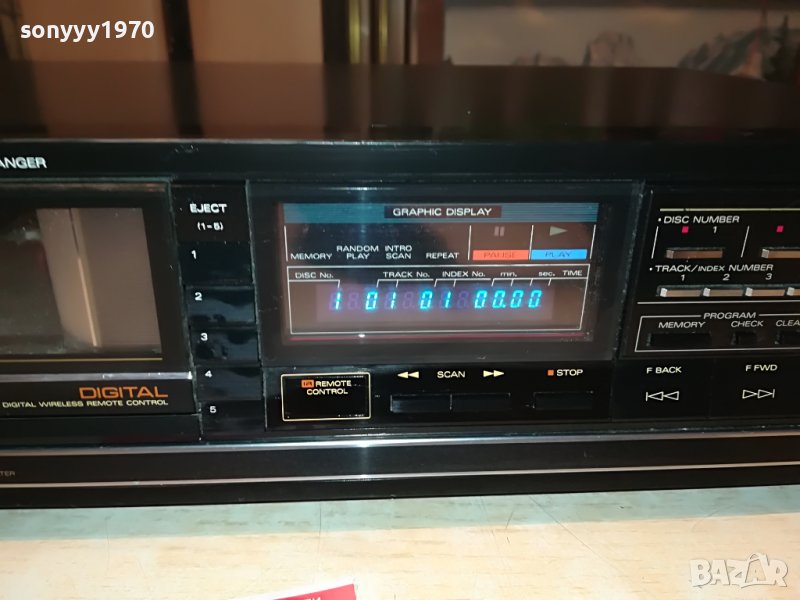 sonyyy1970
ANGER
EJECT
(1-5)
1
2
3
4
5
DIGITAL
DIGITAL WIRELESS REMOTE CONTROL
GRAPHIC DISPLAY
MEMORY RANDOM PLAY INTRO SCAN REPEAT PAUSE PLAY
DISC No. TRACK No. INDEX No. min. sec. TIME
1 01 01 00.00
REMOTE CONTROL
SCAN
STOP
DISC NUMBER
1
TRACK/INDEX NUMBER
1 2 3
PROGRAM
MEMORY CHECK CLEA
F BACK F FWD
TER
BAZAR